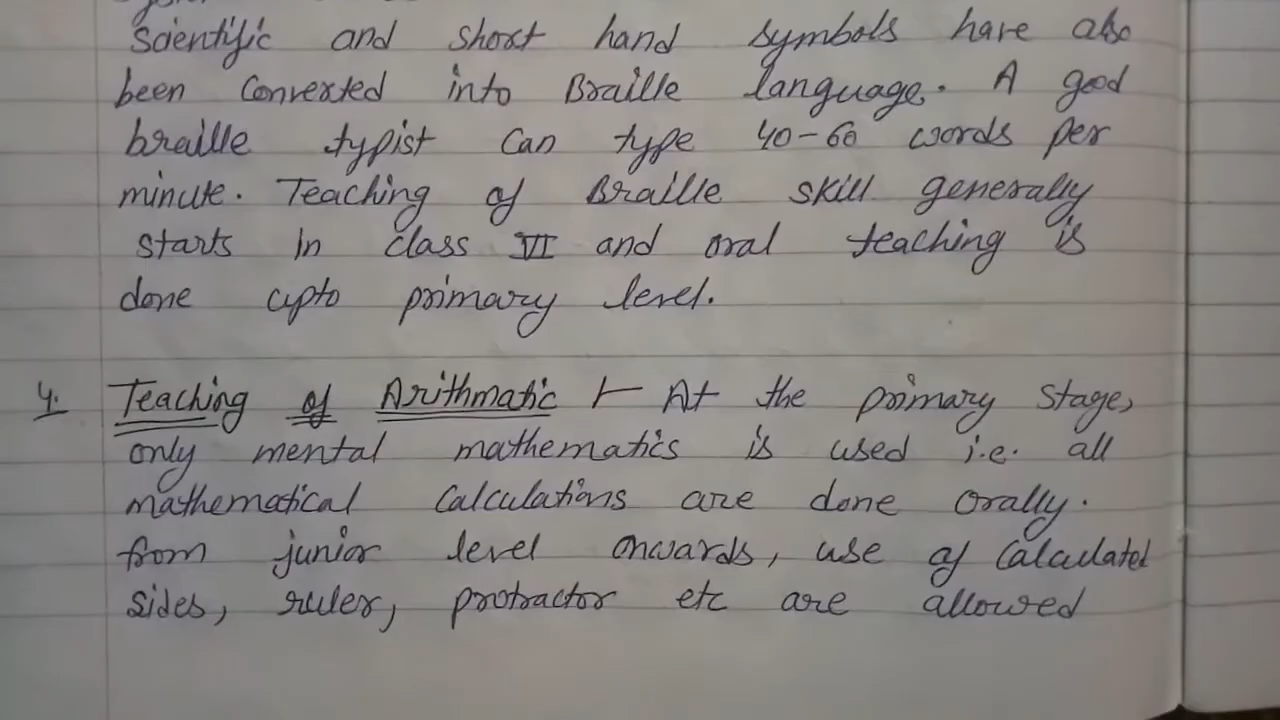 Scientific and short hand symbols have also
been Converted into Braille language. A good
braille typist can type 40-60 words per
minute. Teaching of Braille skill generally
starts in class VI and oral teaching is
done upto primary level.
4. Teaching of Arithmatic :- At the primary stage,
only mental mathematics is used i.e. all
mathematical calculations are done orally.
from junior level onwards, use of calculated
sides, ruler, protractor etc are allowed